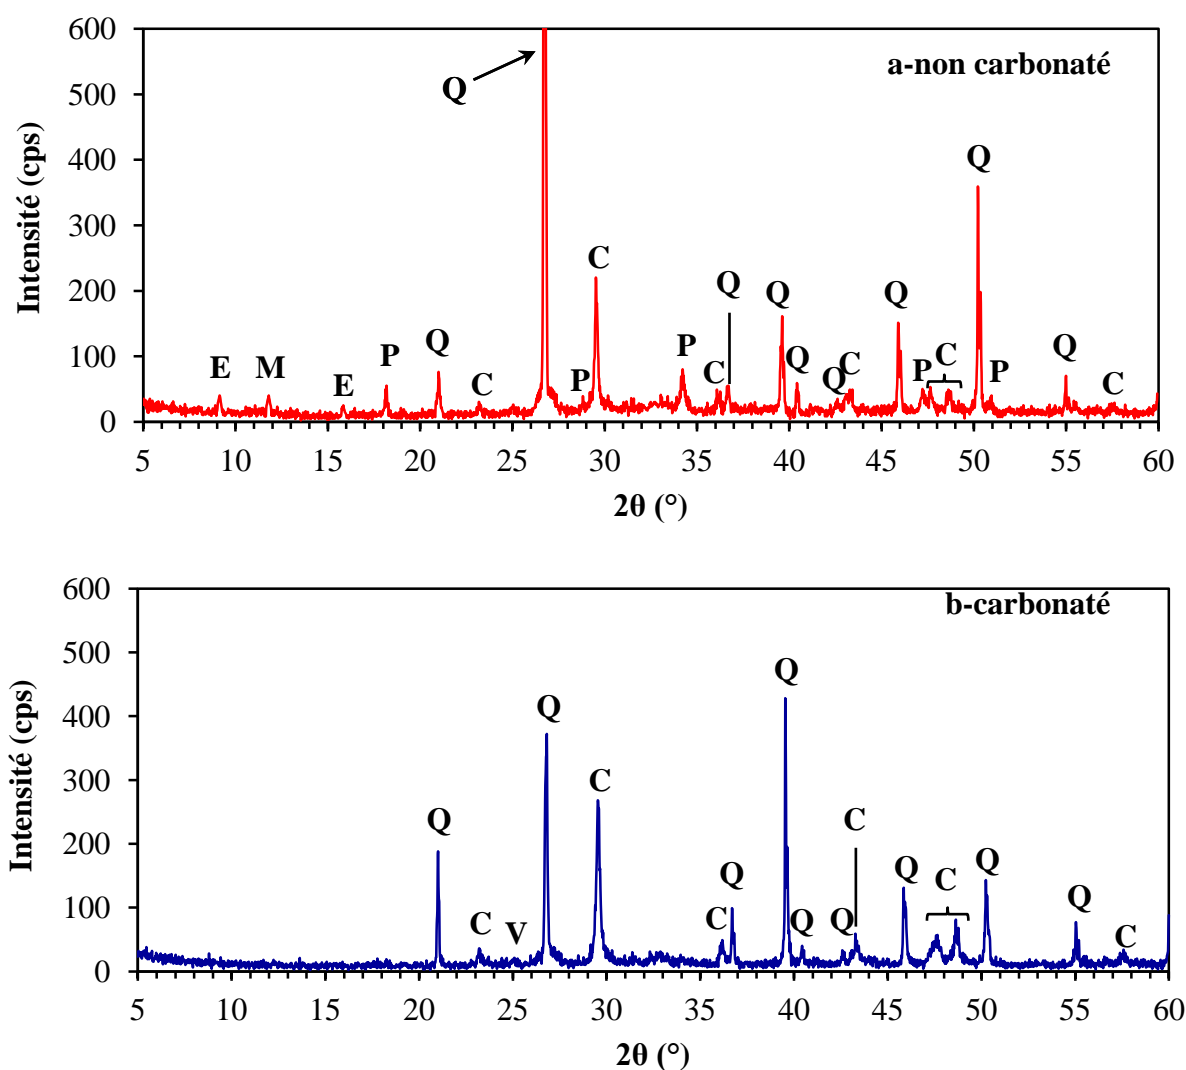 600
500
400
300
200
100
0
Intensité (cps)
a-non carbonaté
Q
E
M
E
P
Q
C
P
C
P
C
Q
Q
Q
Q
C
Q
P
C
Q
P
Q
C
5 10 15 20 25 30 35 40 45 50 55 60
2θ (°)
600
500
400
300
200
100
0
Intensité (cps)
b-carbonaté
Q
C
V
Q
C
C
Q
Q
Q
Q
C
Q
C
Q
Q
C
5 10 15 20 25 30 35 40 45 50 55 60
2θ (°)